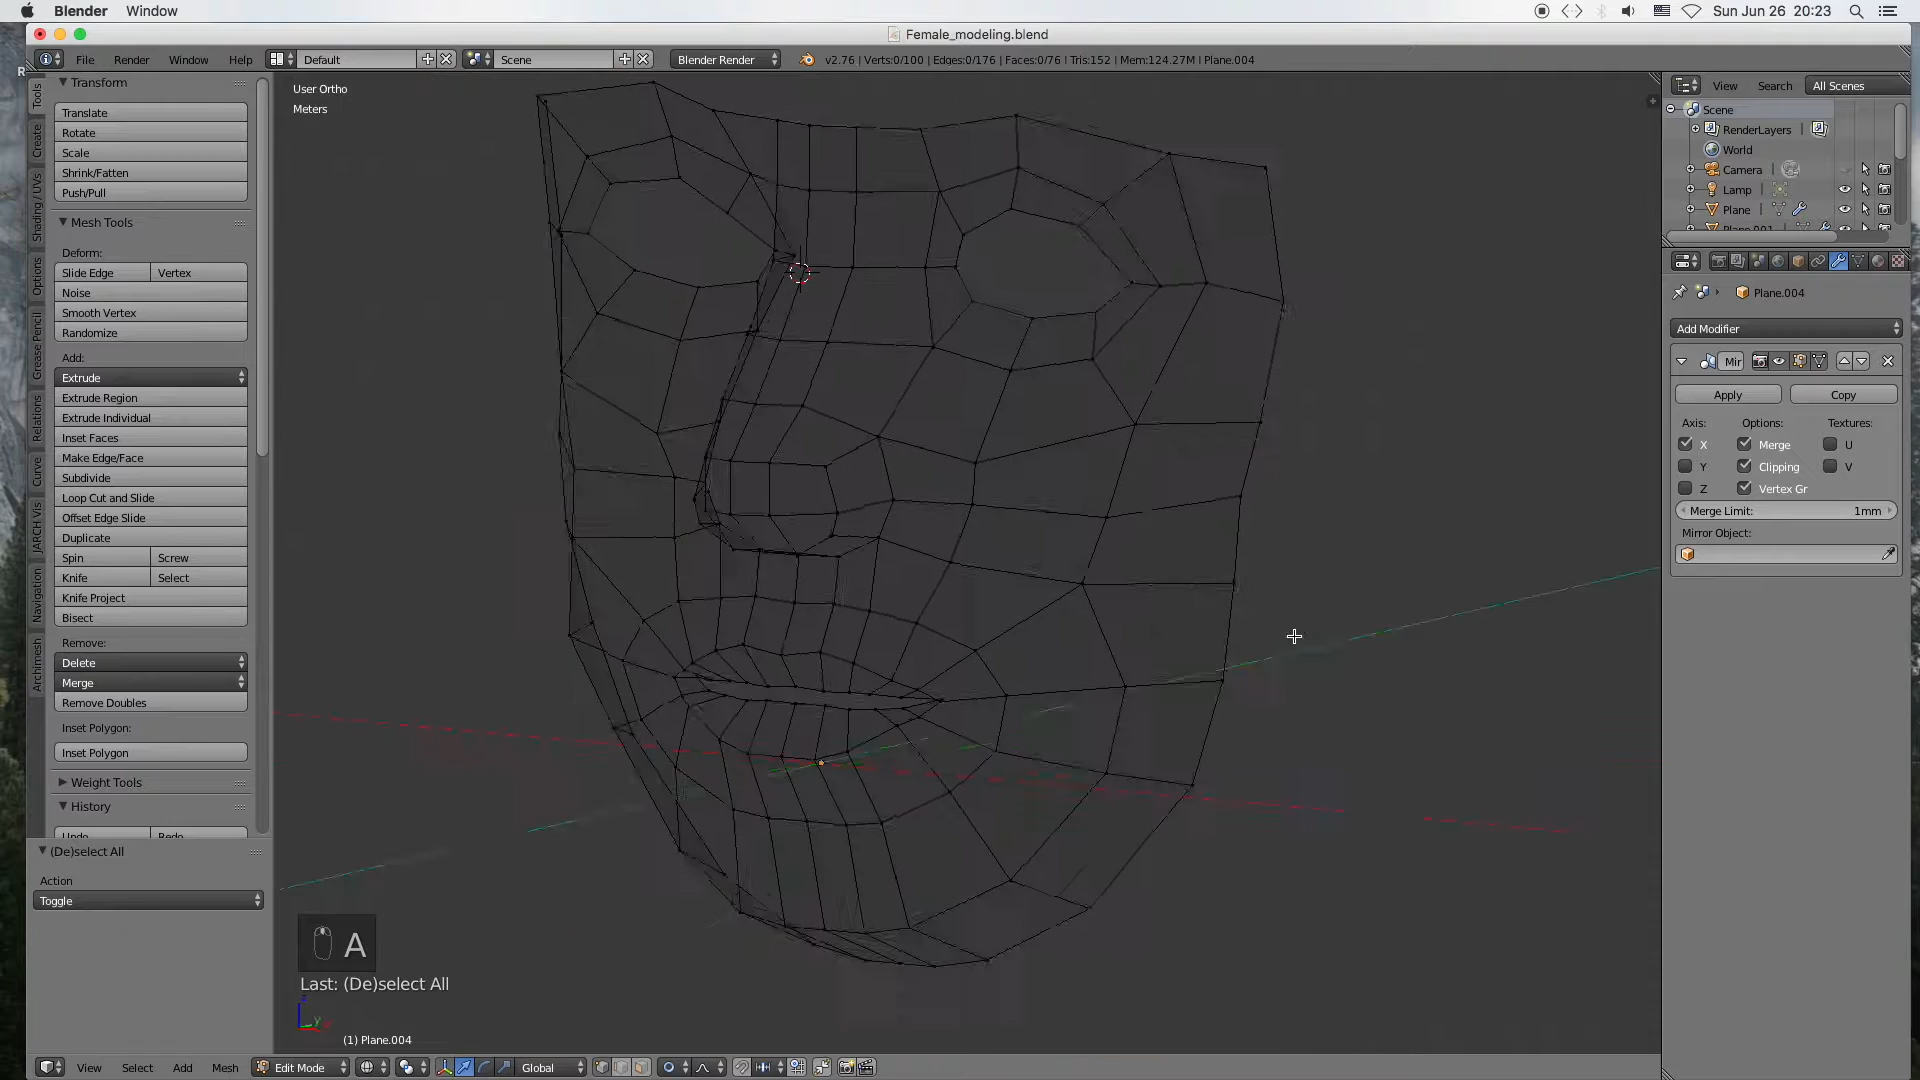 Blender Window
Sun Jun 26 20:23
Female_modeling.blend
File Render Window Help
Default
Scene
Blender Render
v2.76 | Verts:0/100 | Edges:0/176 | Faces:0/76 | Tris:152 | Mem:124.27M | Plane.004
View Search All Scenes
Tools
Create
Shading / UVs
Options
Grease Pencil
Relations
Curve
JARCH Vis
Navigation
Archimesh
Transform
Translate
Rotate
Scale
Shrink/Fatten
Push/Pull
Mesh Tools
Deform:
Slide Edge Vertex
Noise
Smooth Vertex
Randomize
Add:
Extrude
Extrude Region
Extrude Individual
Inset Faces
Make Edge/Face
Subdivide
Loop Cut and Slide
Offset Edge Slide
Duplicate
Spin Screw
Knife Select
Knife Project
Bisect
Remove:
Delete
Merge
Remove Doubles
Inset Polygon:
Inset Polygon
Weight Tools
History
Undo Redo
(De)select All
Action
Toggle
User Ortho
Meters
A
Last: (De)select All
(1) Plane.004
View Select Add Mesh Edit Mode Global
Scene
RenderLayers
World
Camera
Lamp
Plane
Plane.001
Plane.004
Add Modifier
Mir
Apply Copy
Axis: Options: Textures:
X Merge U
Y Clipping V
Z Vertex Gr
Merge Limit: 1mm
Mirror Object: